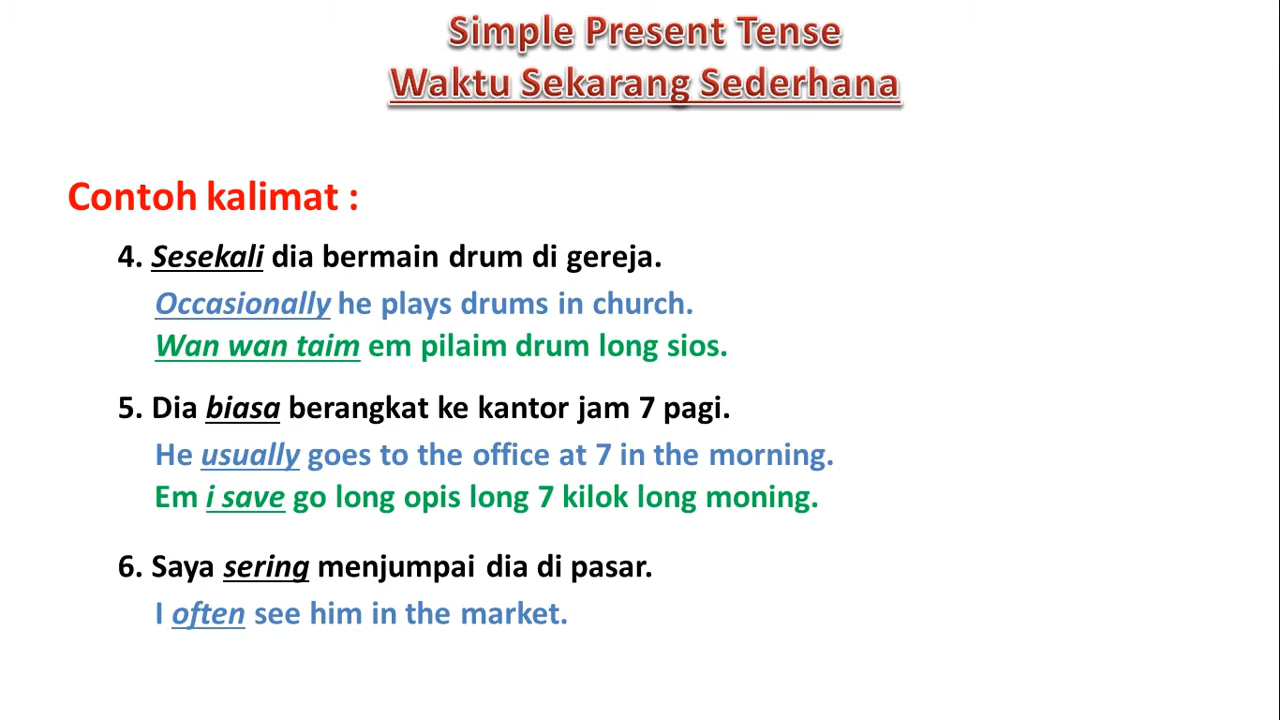 Simple Present Tense
Waktu Sekarang Sederhana
Contoh kalimat :
4. Sesekali dia bermain drum di gereja.
Occasionally he plays drums in church.
Wan wan taim em pilaim drum long sios.
5. Dia biasa berangkat ke kantor jam 7 pagi.
He usually goes to the office at 7 in the morning.
Em i save go long opis long 7 kilok long moning.
6. Saya sering menjumpai dia di pasar.
I often see him in the market.